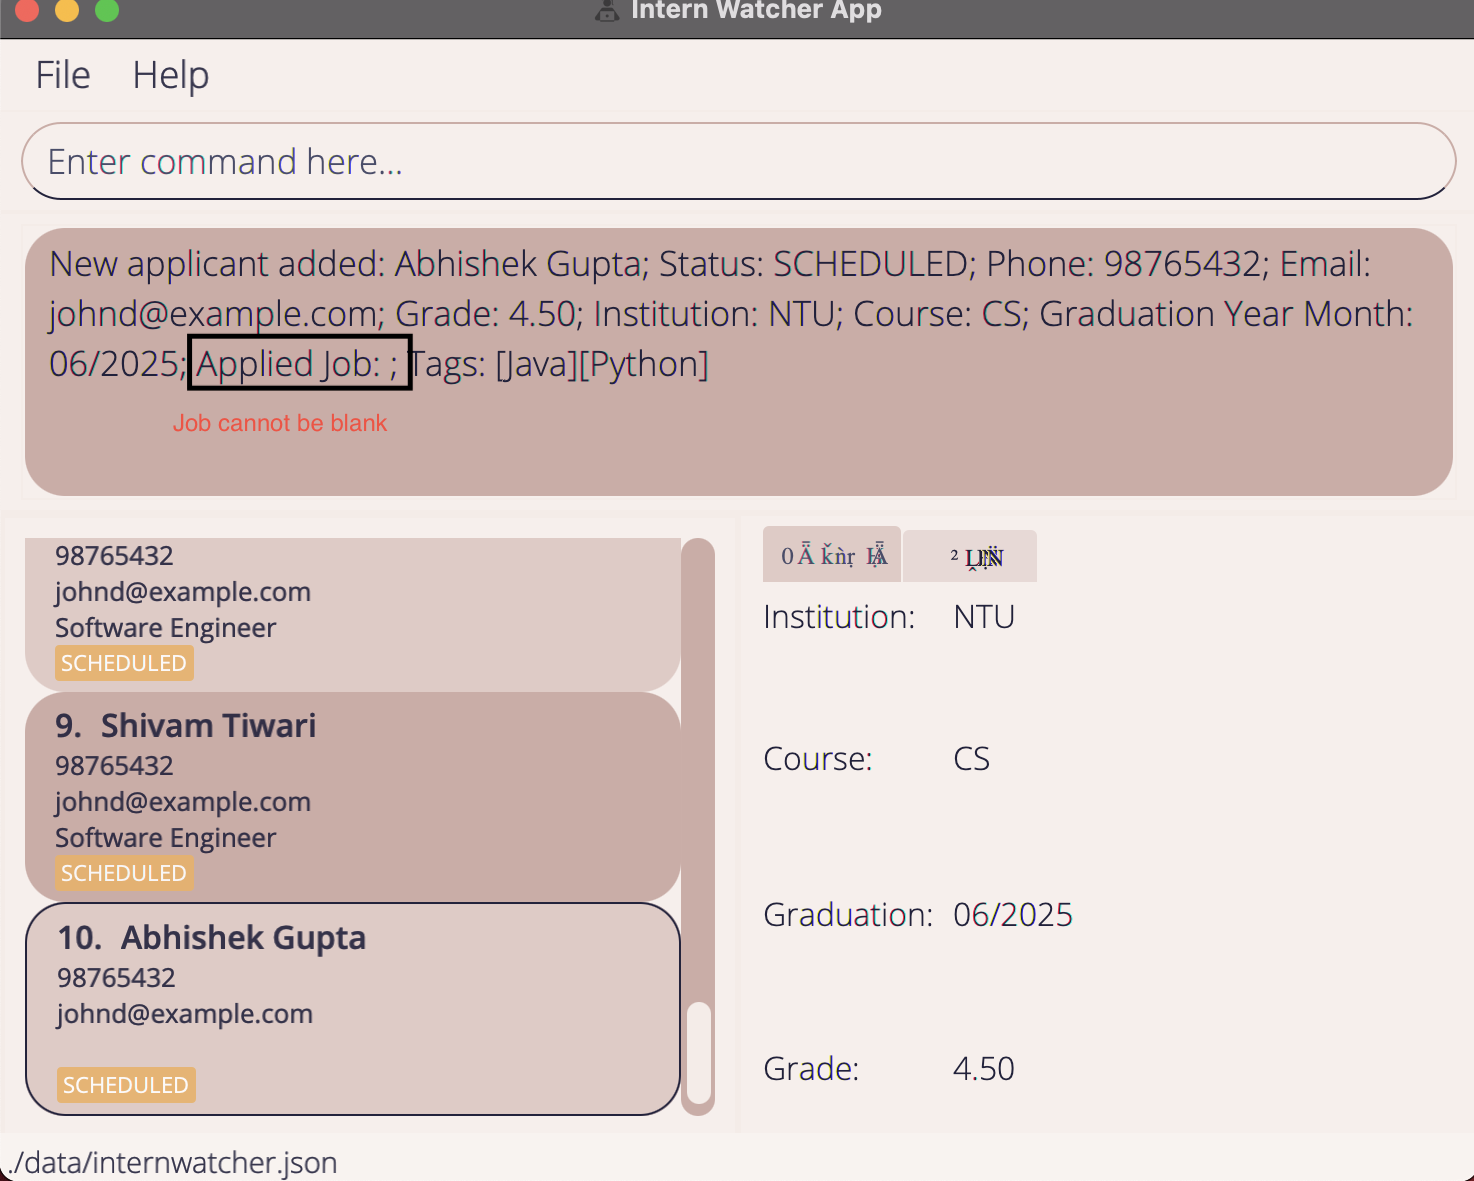 Intern Watcher App
File Help
Enter command here...
New applicant added: Abhishek Gupta; Status: SCHEDULED; Phone: 98765432; Email:
johnd@example.com; Grade: 4.50; Institution: NTU; Course: CS; Graduation Year Month:
06/2025; Applied Job: ; Tags: [Java][Python]
Job cannot be blank
98765432
johnd@example.com
Software Engineer
SCHEDULED
9. Shivam Tiwari
98765432
johnd@example.com
Software Engineer
SCHEDULED
10. Abhishek Gupta
98765432
johnd@example.com
SCHEDULED
Institution: NTU
Course: CS
Graduation: 06/2025
Grade: 4.50
./data/internwatcher.json